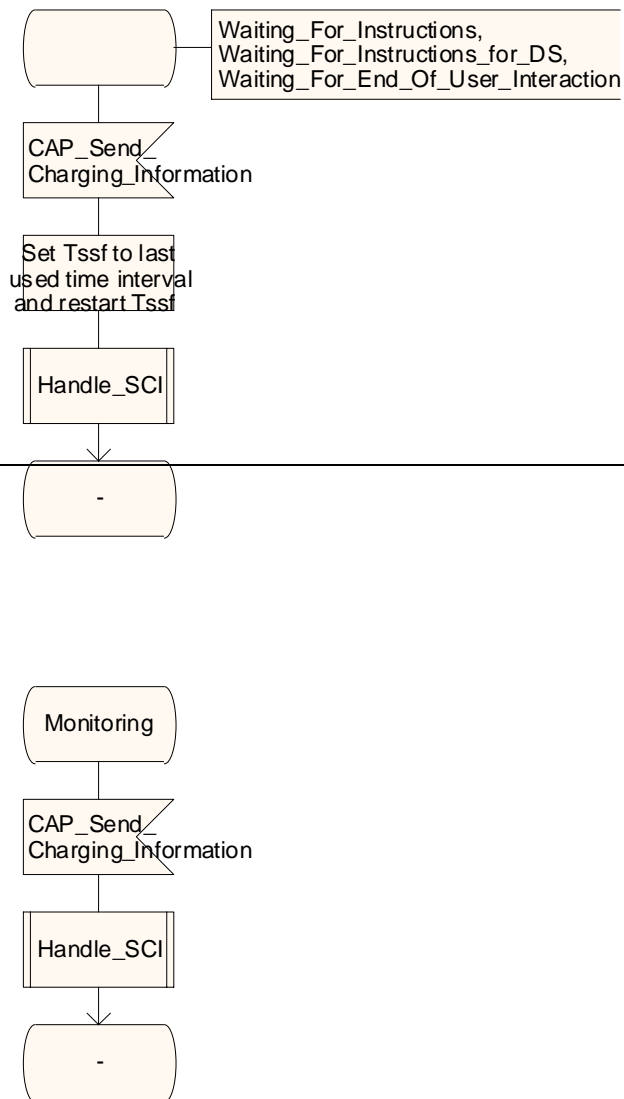 Waiting_For_Instructions,
Waiting_For_Instructions_for_DS,
Waiting_For_End_Of_User_Interaction
CAP_Send_
Charging_Information
Set Tssf to last
used time interval
and restart Tssf
Handle_SCI
-
Monitoring
CAP_Send_
Charging_Information
Handle_SCI
-